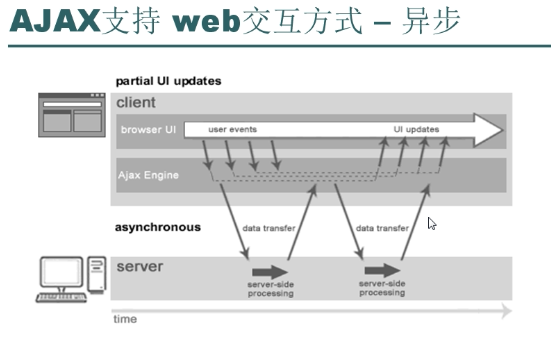 AJAX支持 web交互方式 – 异步
partial UI updates
client
browser UI
user events
UI updates
Ajax Engine
asynchronous
data transfer
data transfer
server
server-side
processing
server-side
processing
time